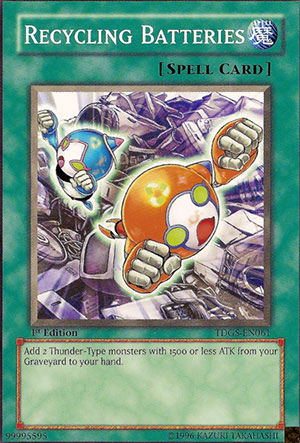 RECYCLING BATTERIES 魔
[SPELL CARD]
1st Edition
TDGS-EN061
Add 2 Thunder-Type monsters with 1500 or less ATK from your
Graveyard to your hand.
99995595
©1996 KAZUKI TAKAHASHI